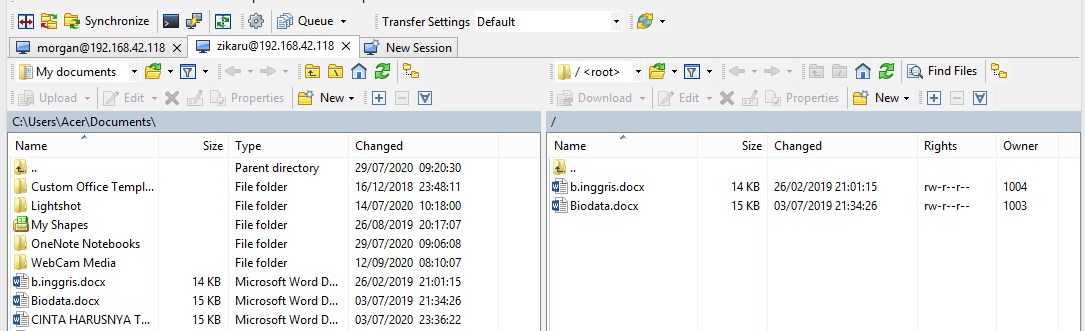 Synchronize Queue Transfer Settings Default
morgan@192.168.42.118 zikaru@192.168.42.118 New Session
My documents / <root> Find Files
Upload Edit Properties New Download Edit Properties New
C:\Users\Acer\Documents\ /
Name Size Type Changed Name Size Changed Rights Owner
.. Parent directory 29/07/2020 09:20:30 ..
Custom Office Templ... File folder 16/12/2018 23:48:11 b.inggris.docx 14 KB 26/02/2019 21:01:15 rw-r--r-- 1004
Lightshot File folder 14/07/2020 10:18:00 Biodata.docx 15 KB 03/07/2019 21:34:26 rw-r--r-- 1003
My Shapes File folder 26/08/2019 20:17:07
OneNote Notebooks File folder 29/07/2020 09:06:08
WebCam Media File folder 12/09/2020 08:10:07
b.inggris.docx 14 KB Microsoft Word D... 26/02/2019 21:01:15
Biodata.docx 15 KB Microsoft Word D... 03/07/2019 21:34:26
CINTA HARUSNYA T... 15 KB Microsoft Word D... 03/07/2020 23:36:22